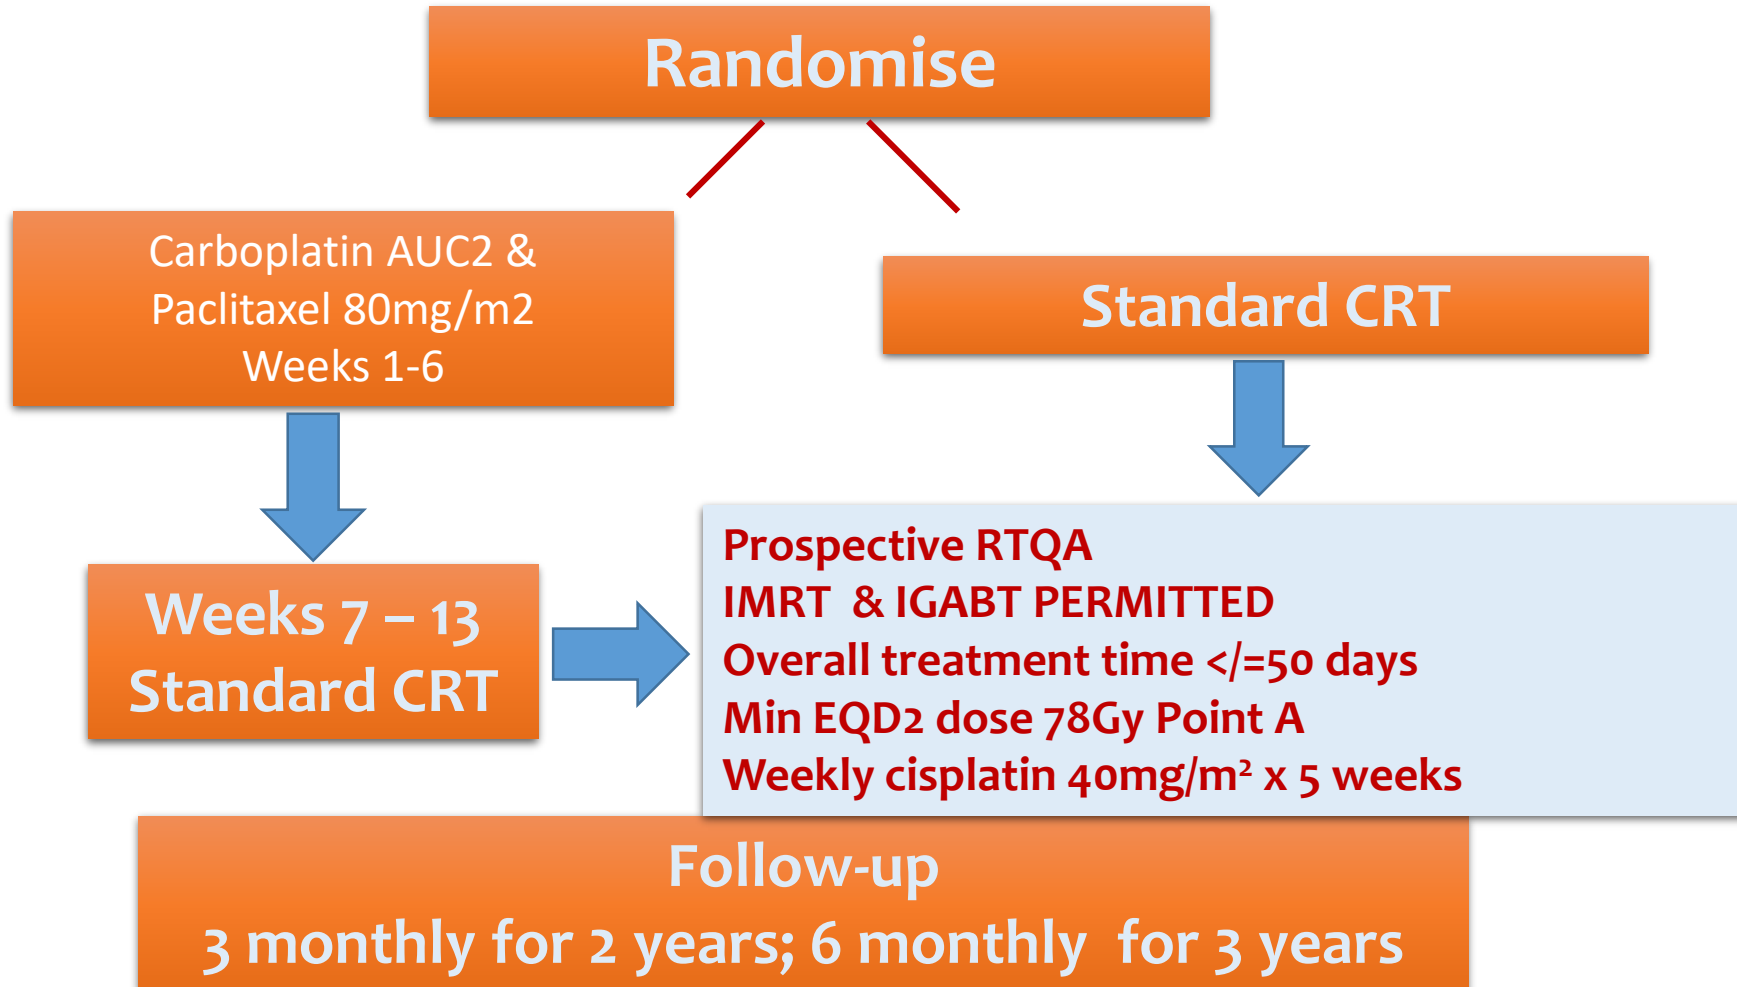 Randomise
Carboplatin AUC2 &
Paclitaxel 80mg/m2
Weeks 1-6
Standard CRT
Weeks 7 – 13
Standard CRT
Prospective RTQA
IMRT & IGABT PERMITTED
Overall treatment time </=50 days
Min EQD2 dose 78Gy Point A
Weekly cisplatin 40mg/m² x 5 weeks
Follow-up
3 monthly for 2 years; 6 monthly for 3 years